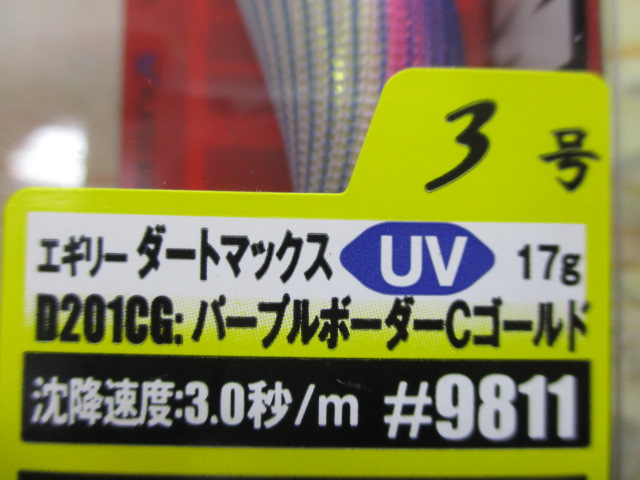 3号
エギリー ダートマックス UV 17g
D201CG: パープルボーダーCゴールド
沈降速度:3.0秒/m #9811